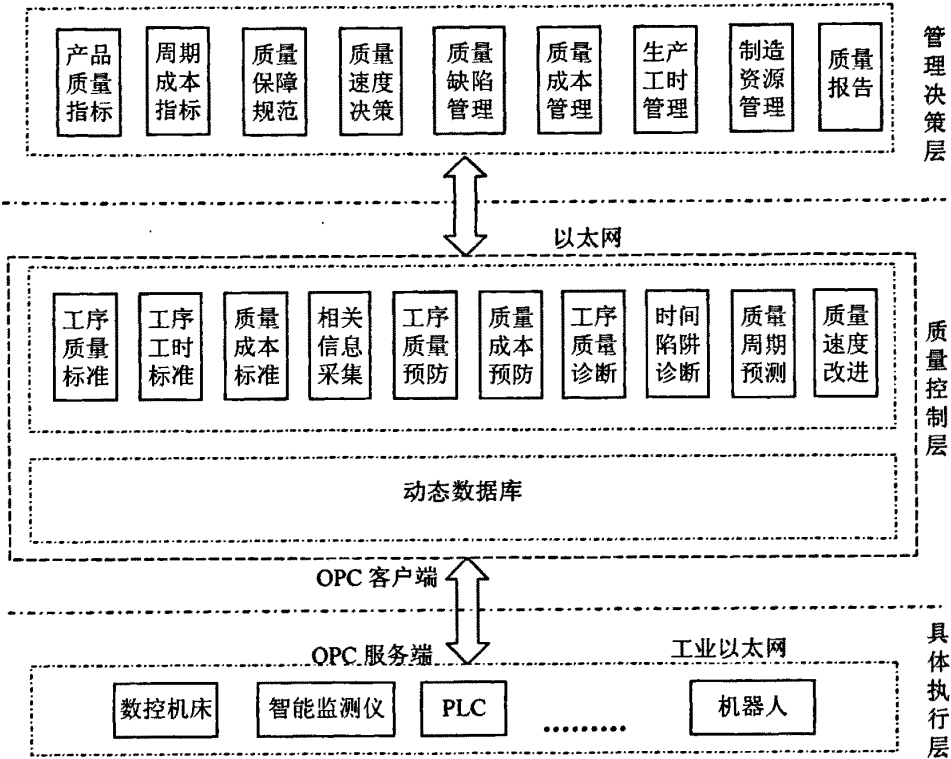 产品
质量
指标
周期
成本
指标
质量
保障
规范
质量
速度
决策
质量
缺陷
管理
质量
成本
管理
生产
工时
管理
制造
资源
管理
质量
报告
管理决策层
以太网
工序
质量
标准
工序
工时
标准
质量
成本
标准
相关
信息
采集
工序
质量
预防
质量
成本
预防
工序
质量
诊断
时间
陷阱
诊断
质量
周期
预测
质量
速度
改进
质量控制层
动态数据库
OPC 客户端
OPC 服务端
工业以太网
数控机床
智能监测仪
PLC
………
机器人
具体执行层